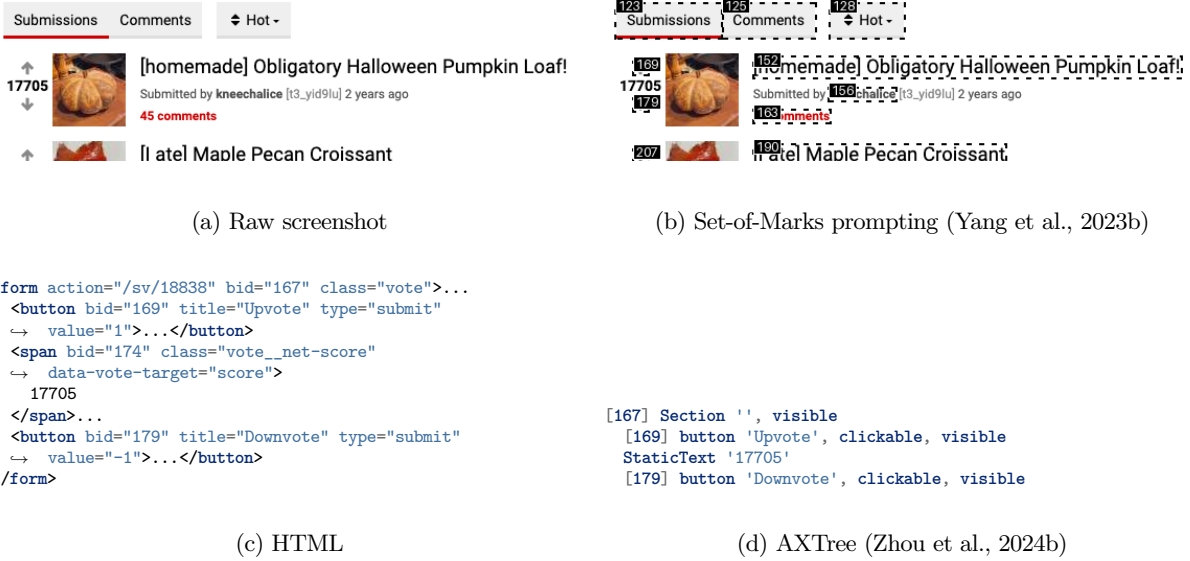 Submissions Comments Hot
[homemade] Obligatory Halloween Pumpkin Loaf!
17705
Submitted by kneechalice [t3_yid9lu] 2 years ago
45 comments
[Late] Maple Pecan Croissant
(a) Raw screenshot
123 125 128
Submissions Comments Hot
169 152 homemade] Obligatory Halloween Pumpkin Loaf!
17705
Submitted by 156 chalice [t3_yid9lu] 2 years ago
179
163 mments
207 190 ate] Maple Pecan Croissant
(b) Set-of-Marks prompting (Yang et al., 2023b)
form action="/sv/18838" bid="167" class="vote">...
<button bid="169" title="Upvote" type="submit"
↪ value="1">...</button>
<span bid="174" class="vote__net-score"
↪ data-vote-target="score">
17705
</span>...
<button bid="179" title="Downvote" type="submit"
↪ value="-1">...</button>
/form>
(c) HTML
[167] Section '', visible
[169] button 'Upvote', clickable, visible
StaticText '17705'
[179] button 'Downvote', clickable, visible
(d) AXTree (Zhou et al., 2024b)